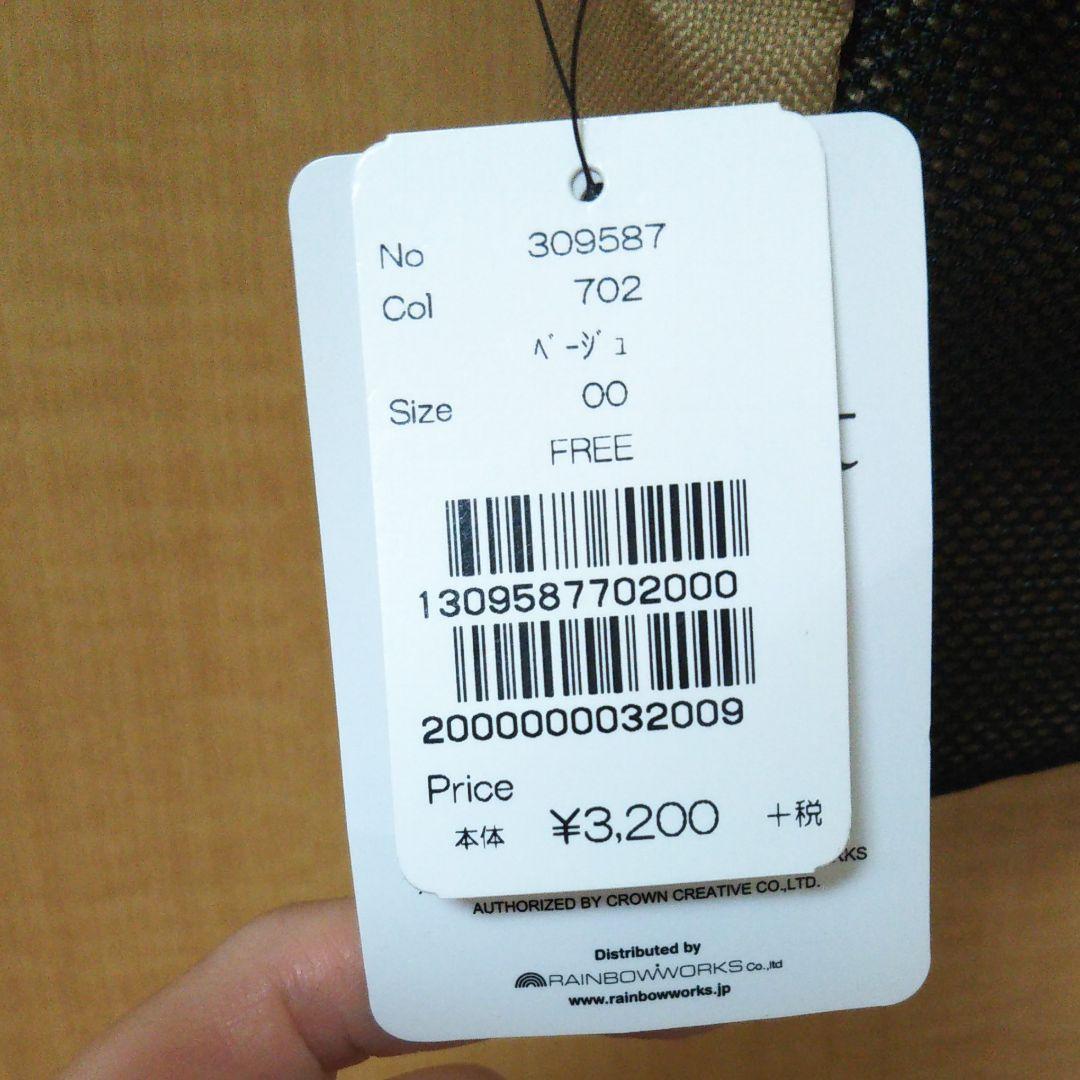 No 309587
Col 702
ﾍﾞｰｼﾞｭ
Size 00
FREE
1309587702000
2000000032009
Price
本体 ¥3,200 +税
AUTHORIZED BY CROWN CREATIVE CO.,LTD.
Distributed by
RAINBOWWORKS Co.,ltd
www.rainbowworks.jp